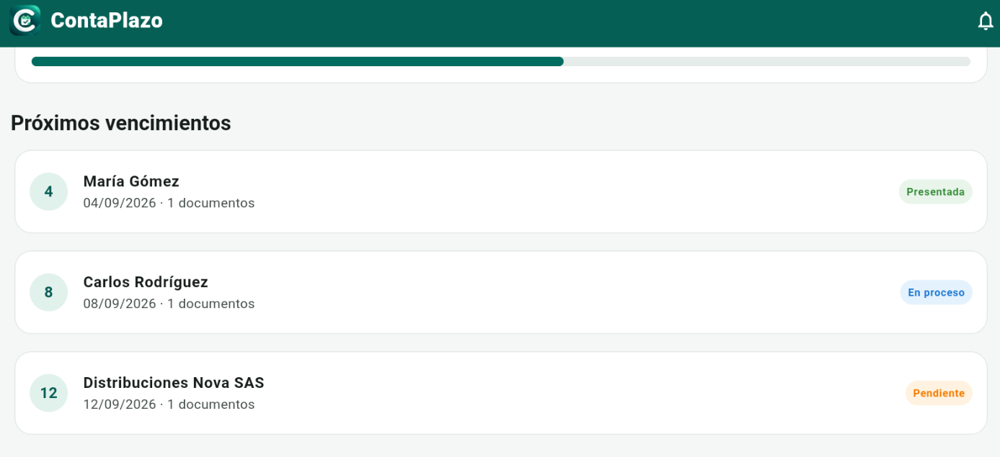 ContaPlazo
Próximos vencimientos
4
María Gómez
04/09/2026 · 1 documentos
Presentada
8
Carlos Rodríguez
08/09/2026 · 1 documentos
En proceso
12
Distribuciones Nova SAS
12/09/2026 · 1 documentos
Pendiente